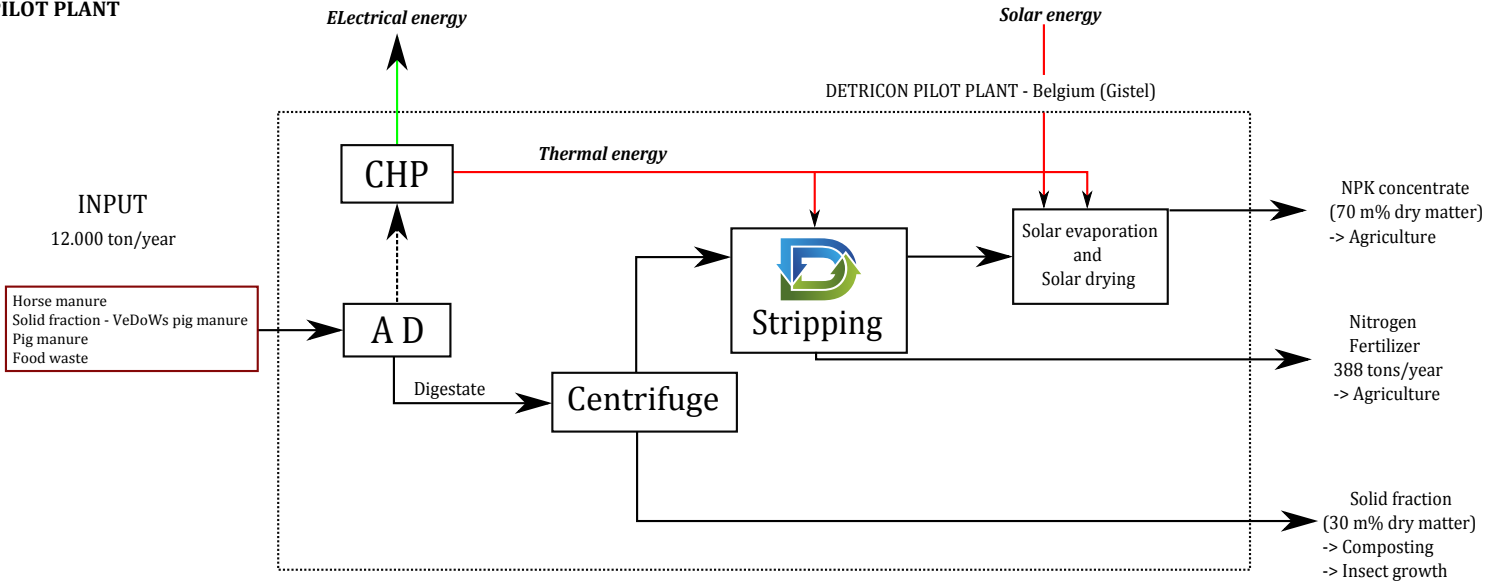 PILOT PLANT
ELectrical energy
Solar energy
DETRICON PILOT PLANT - Belgium (Gistel)
CHP
Thermal energy
INPUT
12.000 ton/year
Horse manure
Solid fraction - VeDoWs pig manure
Pig manure
Food waste
A D
Digestate
Centrifuge
Stripping
Solar evaporation
and
Solar drying
NPK concentrate
(70 m% dry matter)
-> Agriculture
Nitrogen
Fertilizer
388 tons/year
-> Agriculture
Solid fraction
(30 m% dry matter)
-> Composting
-> Insect growth